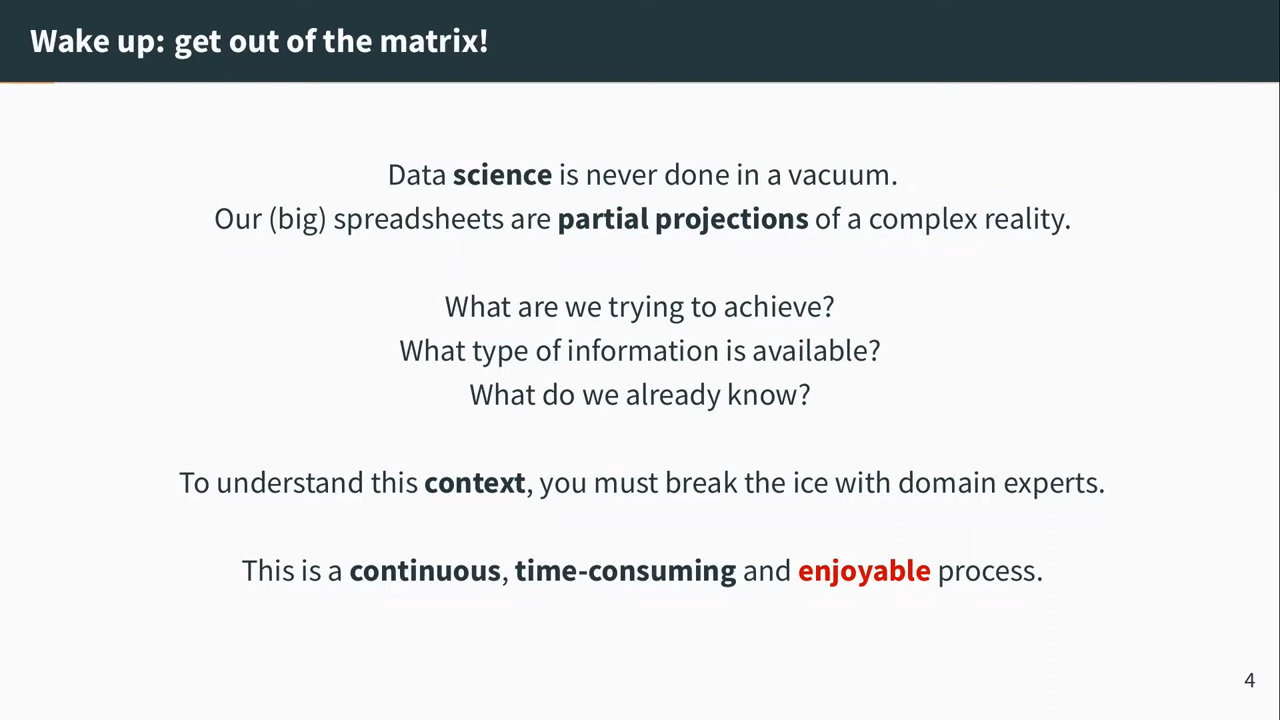 Wake up: get out of the matrix!
Data science is never done in a vacuum.
Our (big) spreadsheets are partial projections of a complex reality.
What are we trying to achieve?
What type of information is available?
What do we already know?
To understand this context, you must break the ice with domain experts.
This is a continuous, time-consuming and enjoyable process.
4